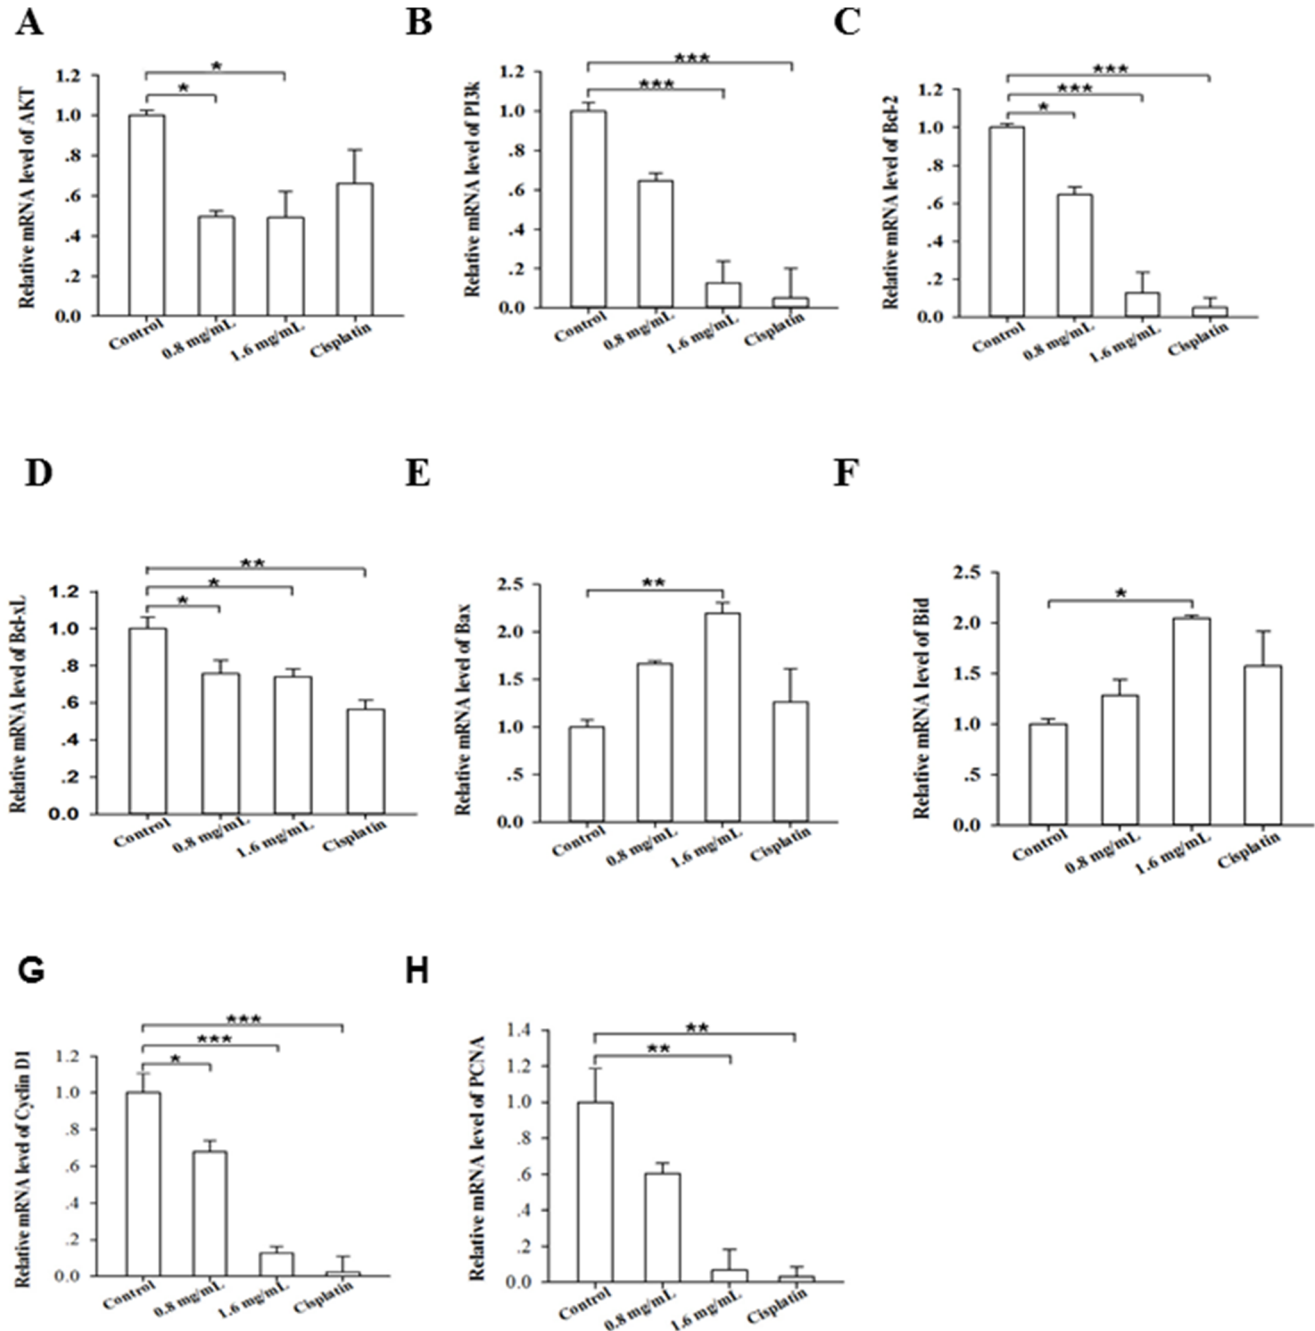 A
Relative mRNA level of AKT
1.2
1.0
.8
.6
.4
.2
0.0
*
*
Control
0.8 mg/mL
1.6 mg/mL
Cisplatin
B
Relative mRNA level of PI3k
1.2
1.0
.8
.6
.4
.2
0.0
***
***
Control
0.8 mg/mL
1.6 mg/mL
Cisplatin
C
Relative mRNA level of Bcl-2
1.2
1.0
.8
.6
.4
.2
0.0
***
***
*
Control
0.8 mg/mL
1.6 mg/mL
Cisplatin
D
Relative mRNA level of Bcl-xL
1.2
1.0
.8
.6
.4
.2
0.0
**
*
*
Control
0.8 mg/mL
1.6 mg/mL
Cisplatin
E
Relative mRNA level of Bax
2.5
2.0
1.5
1.0
.5
0.0
**
Control
0.8 mg/mL
1.6 mg/mL
Cisplatin
F
Relative mRNA level of Bid
2.5
2.0
1.5
1.0
.5
0.0
*
Control
0.8 mg/mL
1.6 mg/mL
Cisplatin
G
Relative mRNA level of Cyclin D1
1.2
1.0
.8
.6
.4
.2
0.0
***
***
*
Control
0.8 mg/mL
1.6 mg/mL
Cisplatin
H
Relative mRNA level of PCNA
1.4
1.2
1.0
.8
.6
.4
.2
0.0
**
**
Control
0.8 mg/mL
1.6 mg/mL
Cisplatin